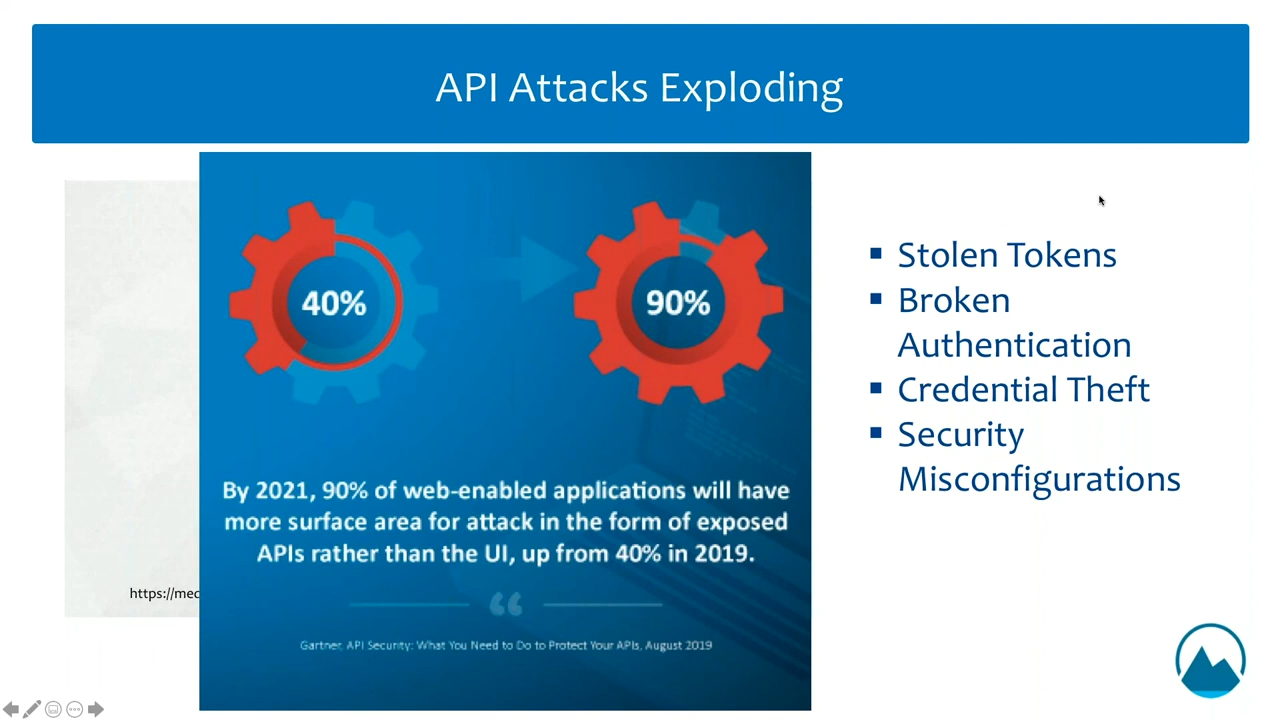 API Attacks Exploding
40%
90%
By 2021, 90% of web-enabled applications will have
more surface area for attack in the form of exposed
APIs rather than the UI, up from 40% in 2019.
Gartner, API Security: What You Need to Do to Protect Your APIs, August 2019
https://med
▪ Stolen Tokens
▪ Broken
Authentication
▪ Credential Theft
▪ Security
Misconfigurations